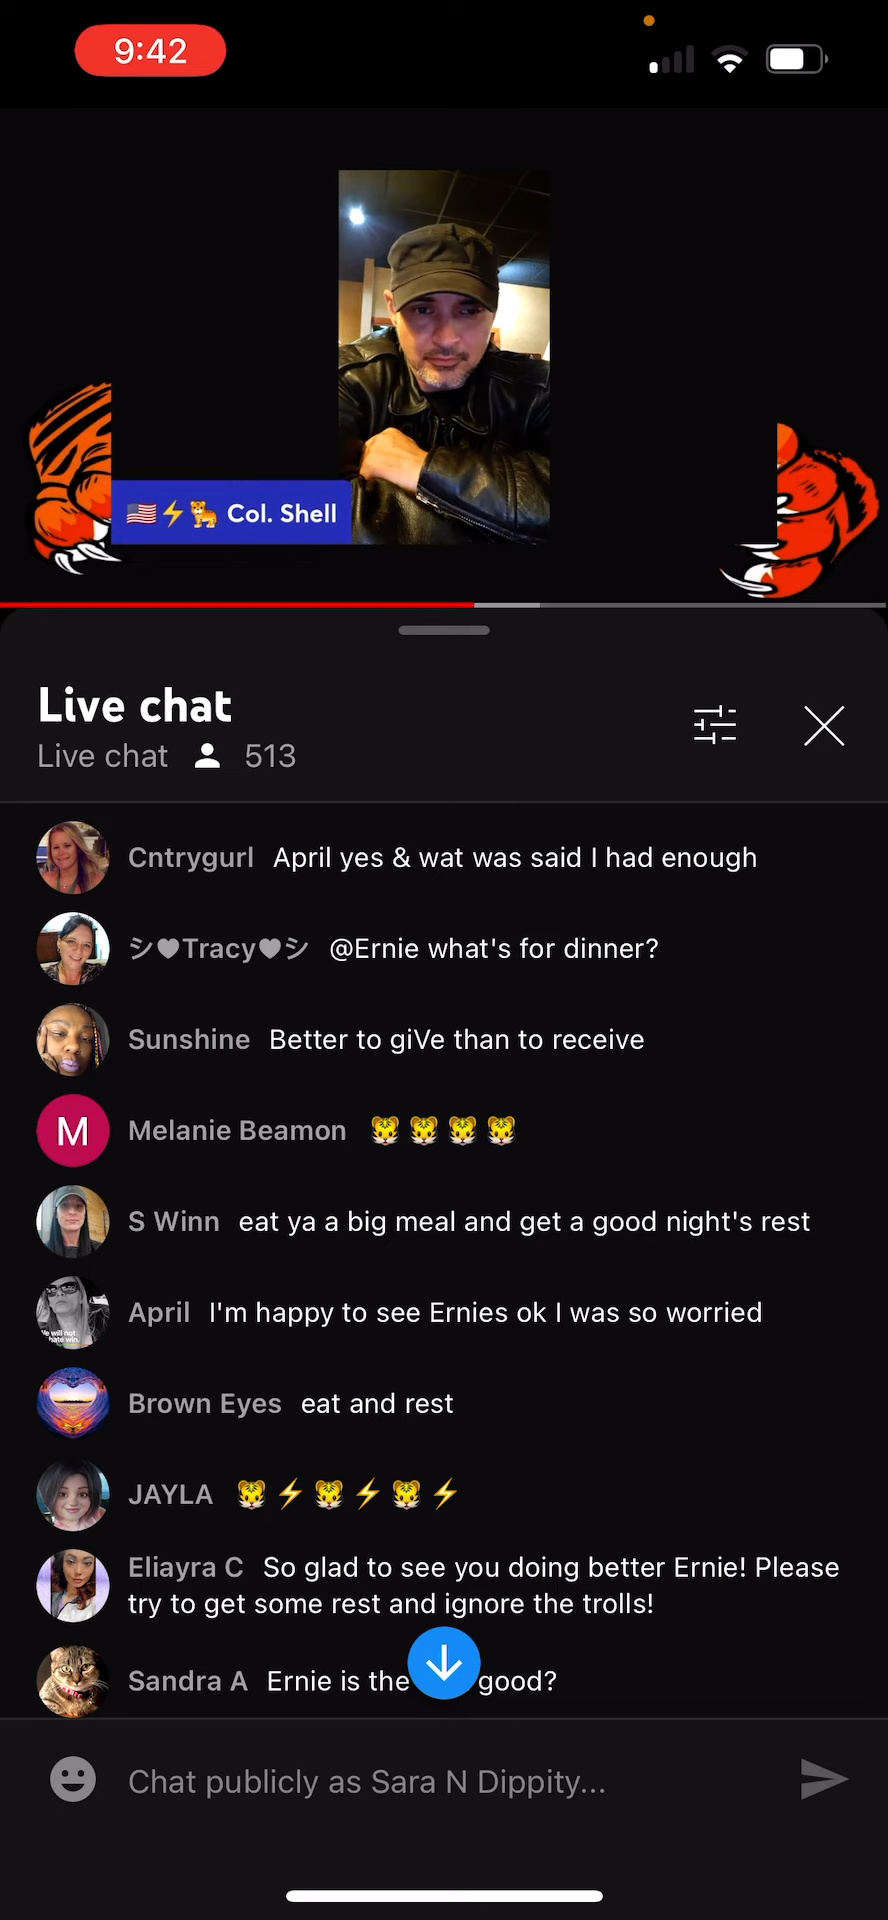 9:42
🇺🇸⚡🐅 Col. Shell
Live chat
Live chat 513
Cntrygurl April yes & wat was said I had enough
シ♥Tracy♥シ @Ernie what's for dinner?
Sunshine Better to giVe than to receive
M
Melanie Beamon 🐯🐯🐯🐯
S Winn eat ya a big meal and get a good night's rest
April I'm happy to see Ernies ok I was so worried
Brown Eyes eat and rest
JAYLA 🐯⚡🐯⚡🐯⚡
Eliayra C So glad to see you doing better Ernie! Please
try to get some rest and ignore the trolls!
Sandra A Ernie is the good?
Chat publicly as Sara N Dippity...